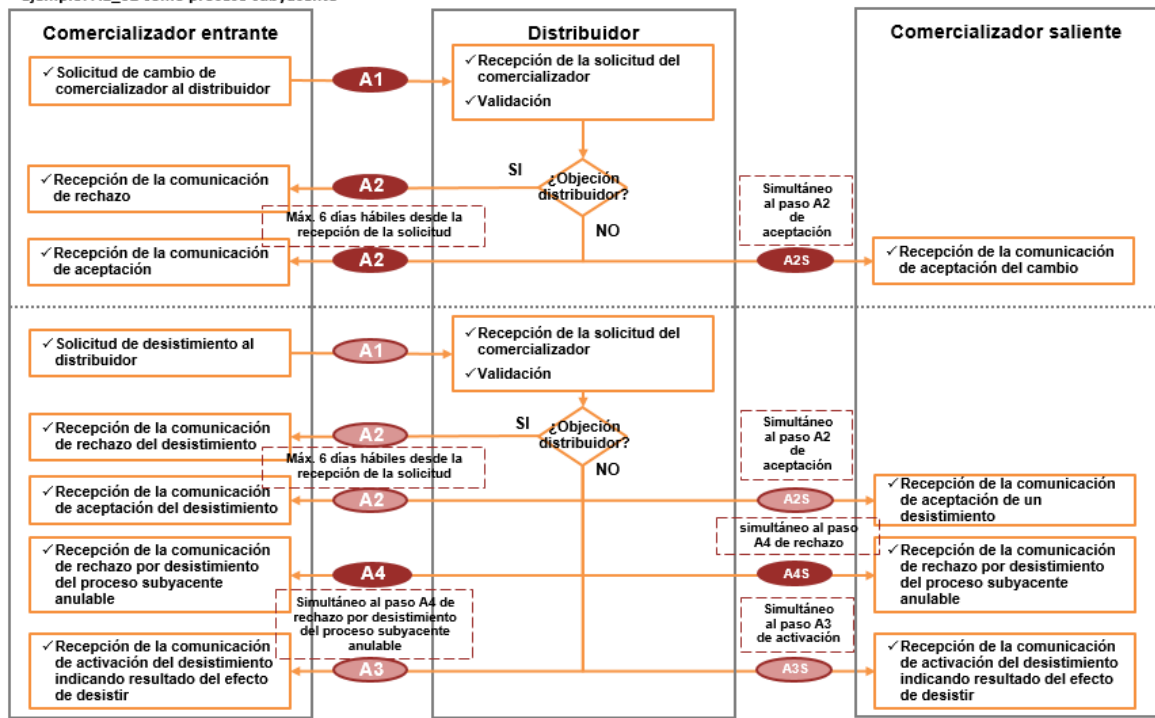 Comercializador entrante
Distribuidor
Comercializador saliente
✓Solicitud de cambio de
comercializador al distribuidor
A1
✓Recepción de la solicitud del
comercializador
✓Validación
✓Recepción de la comunicación
de rechazo
A2
SI
¿Objeción
distribuidor?
Simultáneo
al paso A2
de
aceptación
Máx. 6 días hábiles desde la
recepción de la solicitud
NO
✓Recepción de la comunicación
de aceptación
A2
A2S
✓Recepción de la comunicación
de aceptación del cambio
✓Solicitud de desistimiento al
distribuidor
A1
✓Recepción de la solicitud del
comercializador
✓Validación
✓Recepción de la comunicación
de rechazo del desistimiento
A2
SI
¿Objeción
distribuidor?
Simultáneo
al paso A2
de
aceptación
Máx. 6 días hábiles desde la
recepción de la solicitud
NO
✓Recepción de la comunicación
de aceptación del desistimiento
A2
A2S
✓Recepción de la comunicación
de aceptación de un
desistimiento
simultáneo al paso
A4 de rechazo
✓Recepción de la comunicación
de rechazo por desistimiento
del proceso subyacente
anulable
A4
A4S
✓Recepción de la comunicación
de rechazo por desistimiento
del proceso subyacente
anulable
Simultáneo al paso A4 de
rechazo por desistimiento
del proceso subyacente
anulable
Simultáneo
al paso A3
de activación
✓Recepción de la comunicación
de activación del desistimiento
indicando resultado del efecto
de desistir
A3
A3S
✓Recepción de la comunicación
de activación del desistimiento
indicando resultado del efecto
de desistir